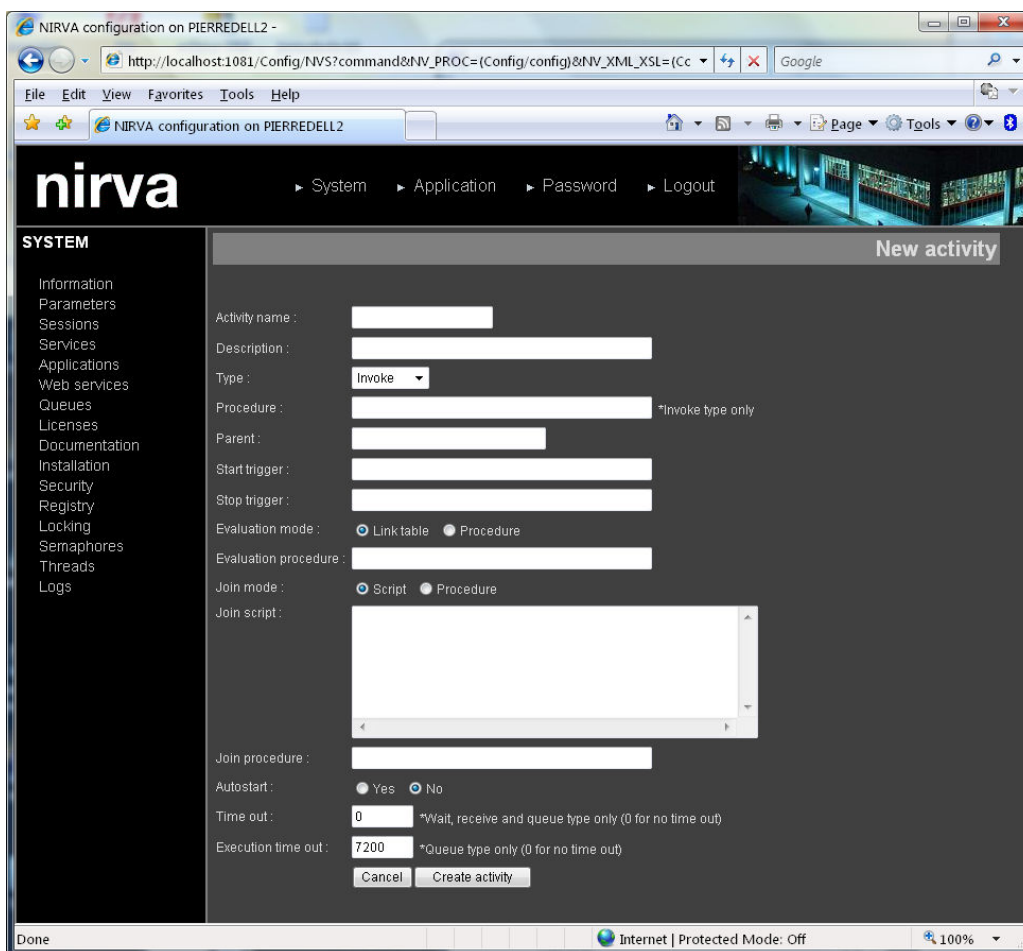 NIRVA configuration on PIERREDELL2 -
http://localhost:1081/Config/NVS?command&NV_PROC=(Config/config)&NV_XML_XSL=(Cc
Google
File Edit View Favorites Tools Help
NIRVA configuration on PIERREDELL2
Page Tools
nirva
System Application Password Logout
SYSTEM
New activity
Information
Parameters
Sessions
Services
Applications
Web services
Queues
Licenses
Documentation
Installation
Security
Registry
Locking
Semaphores
Threads
Logs
Activity name :
Description :
Type : Invoke
Procedure : *Invoke type only
Parent :
Start trigger :
Stop trigger :
Evaluation mode : Link table Procedure
Evaluation procedure :
Join mode : Script Procedure
Join script :
Join procedure :
Autostart : Yes No
Time out : 0 *Wait, receive and queue type only (0 for no time out)
Execution time out : 7200 *Queue type only (0 for no time out)
Cancel Create activity
Done Internet | Protected Mode: Off 100%